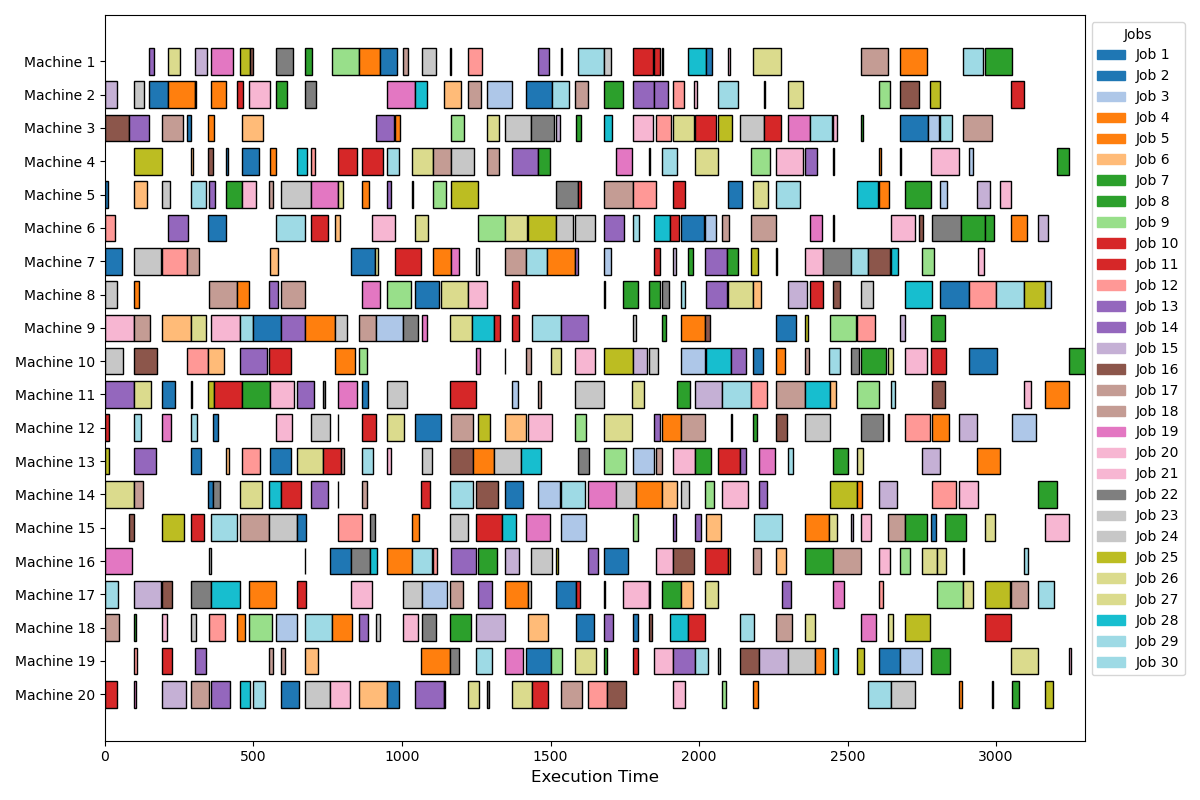 Machine 1
Machine 2
Machine 3
Machine 4
Machine 5
Machine 6
Machine 7
Machine 8
Machine 9
Machine 10
Machine 11
Machine 12
Machine 13
Machine 14
Machine 15
Machine 16
Machine 17
Machine 18
Machine 19
Machine 20
0 500 1000 1500 2000 2500 3000
Execution Time
Jobs
Job 1
Job 2
Job 3
Job 4
Job 5
Job 6
Job 7
Job 8
Job 9
Job 10
Job 11
Job 12
Job 13
Job 14
Job 15
Job 16
Job 17
Job 18
Job 19
Job 20
Job 21
Job 22
Job 23
Job 24
Job 25
Job 26
Job 27
Job 28
Job 29
Job 30